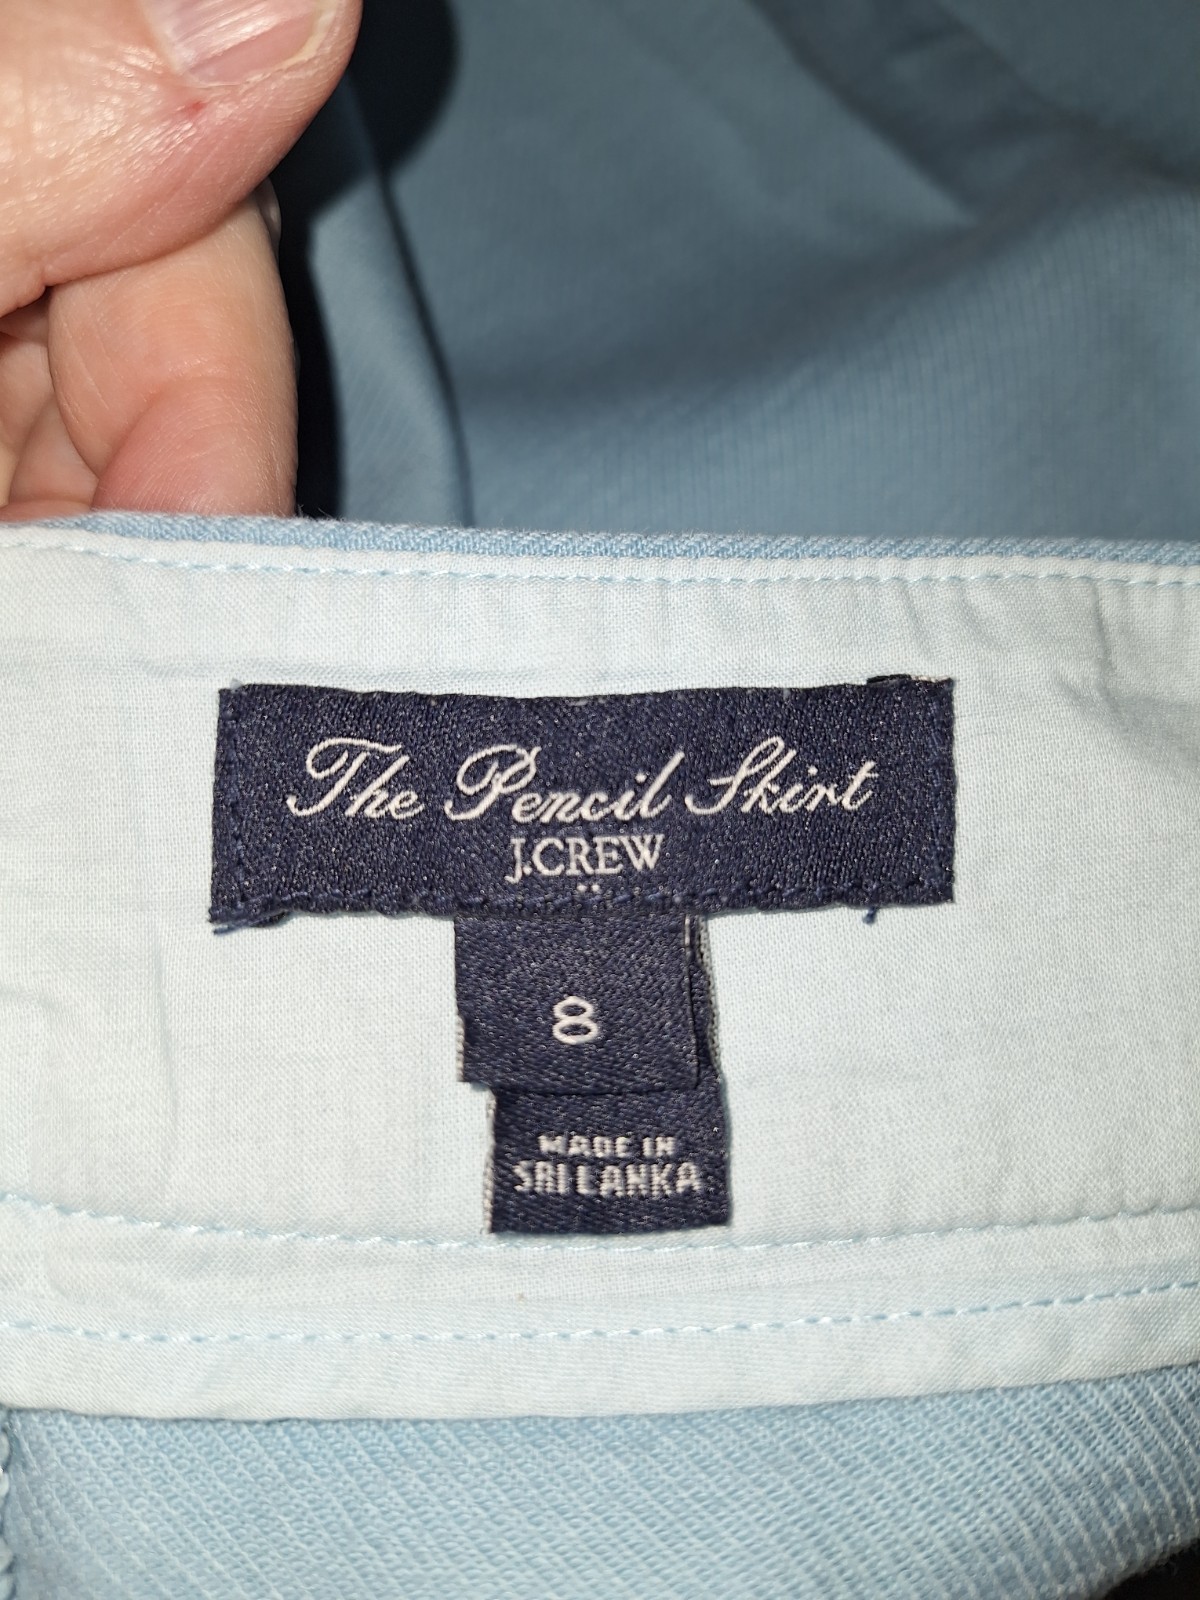 The Pencil Skirt
J.CREW
8
MADE IN
SRI LANKA